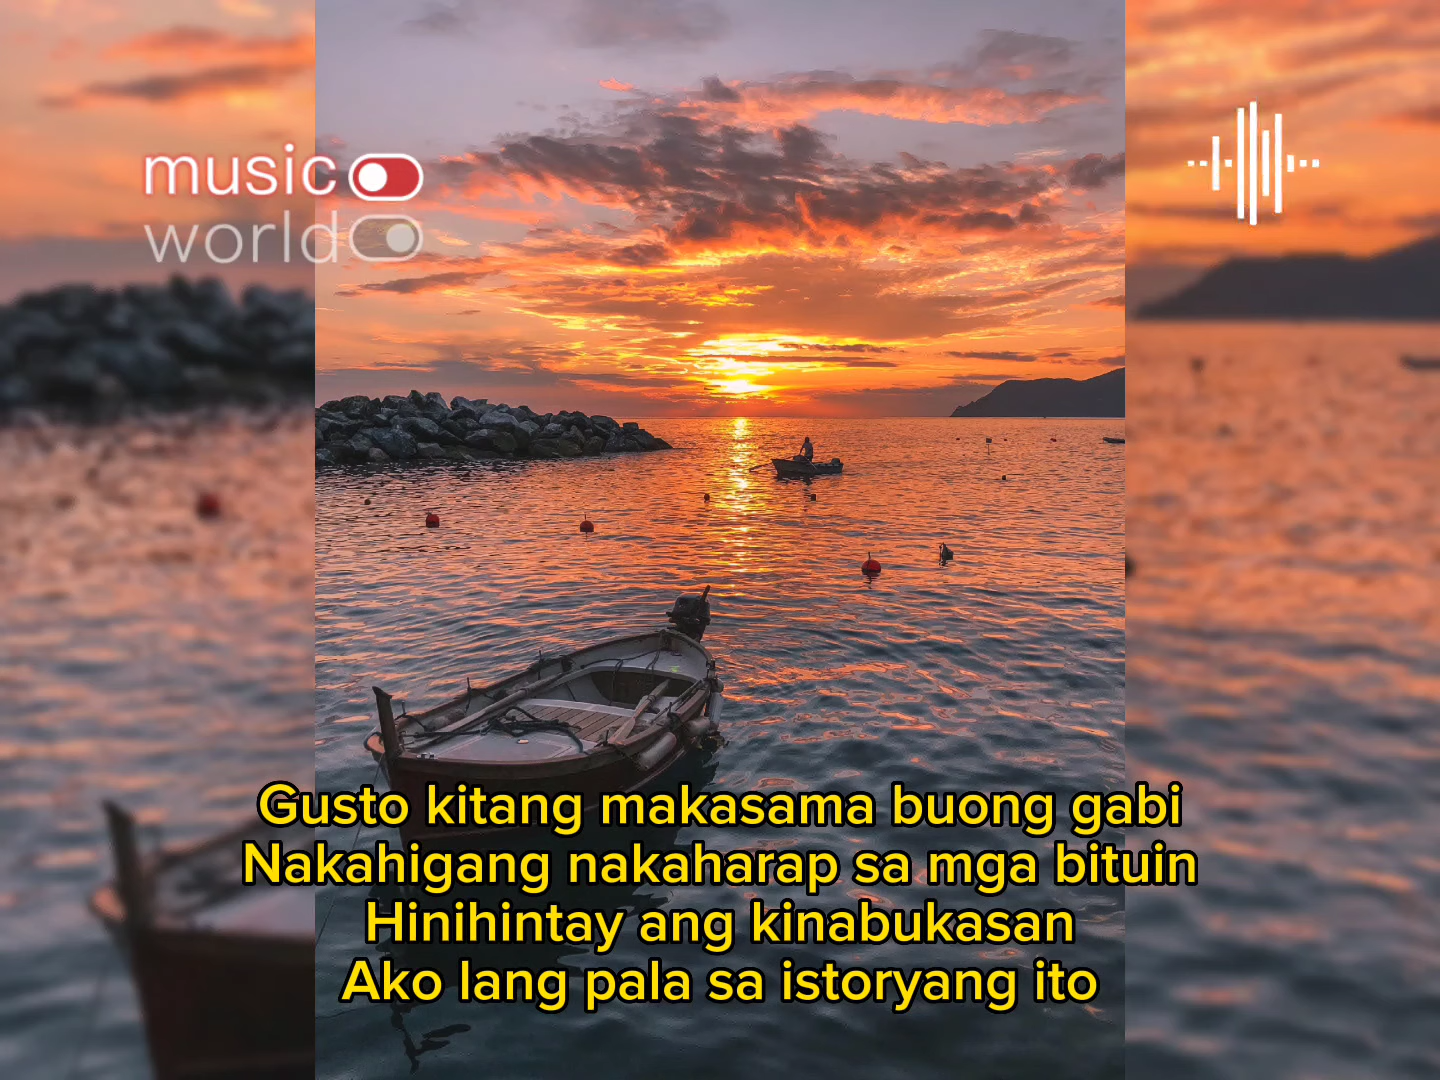 music
world
Gusto kitang makasama buong gabi
Nakahigang nakaharap sa mga bituin
Hinihintay ang kinabukasan
Ako lang pala sa istoryang ito